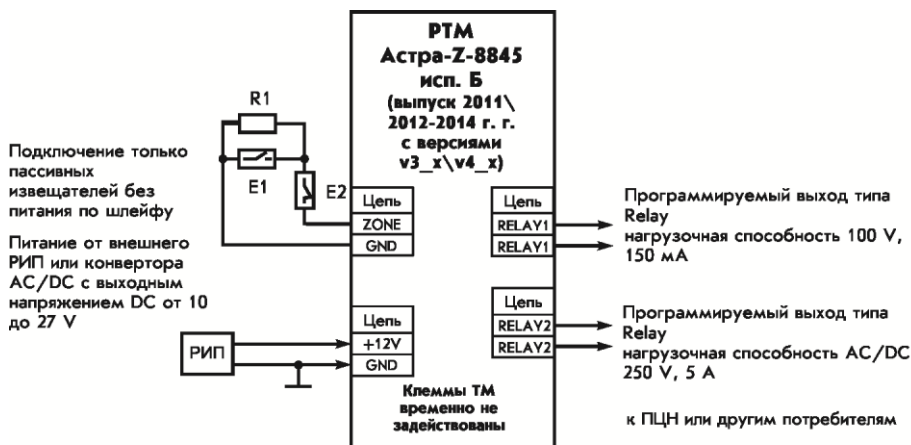 РТМ
Астра-Z-8845
исп. Б
(выпуск 2011\
2012-2014 г. г.
с версиями
v3_x\v4_x)
R1
E1
E2
Подключение только
пассивных
извещателей без
питания по шлейфу
Питание от внешнего
РИП или конвертора
AC/DC с выходным
напряжением DC от 10
до 27 V
Цепь
ZONE
GND
Цепь
RELAY1
RELAY1
Программируемый выход типа
Relay
нагрузочная способность 100 V,
150 мА
РИП
Цепь
+12V
GND
Цепь
RELAY2
RELAY2
Программируемый выход типа
Relay
нагрузочная способность AC/DC
250 V, 5 A
Клеммы ТМ
временно не
задействованы
к ПЦН или другим потребителям